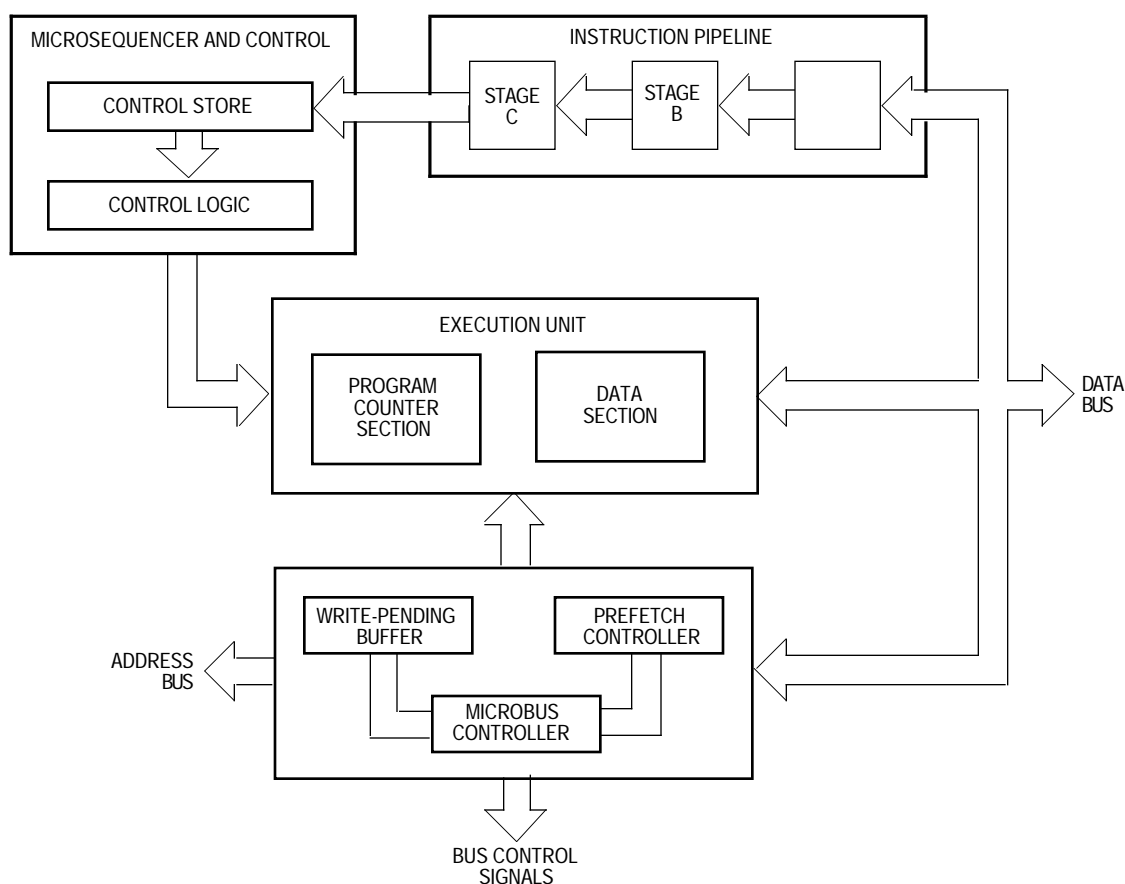 MICROSEQUENCER AND CONTROL
CONTROL STORE
CONTROL LOGIC
INSTRUCTION PIPELINE
STAGE
C
STAGE
B
EXECUTION UNIT
PROGRAM
COUNTER
SECTION
DATA
SECTION
DATA
BUS
WRITE-PENDING
BUFFER
PREFETCH
CONTROLLER
MICROBUS
CONTROLLER
ADDRESS
BUS
BUS CONTROL
SIGNALS